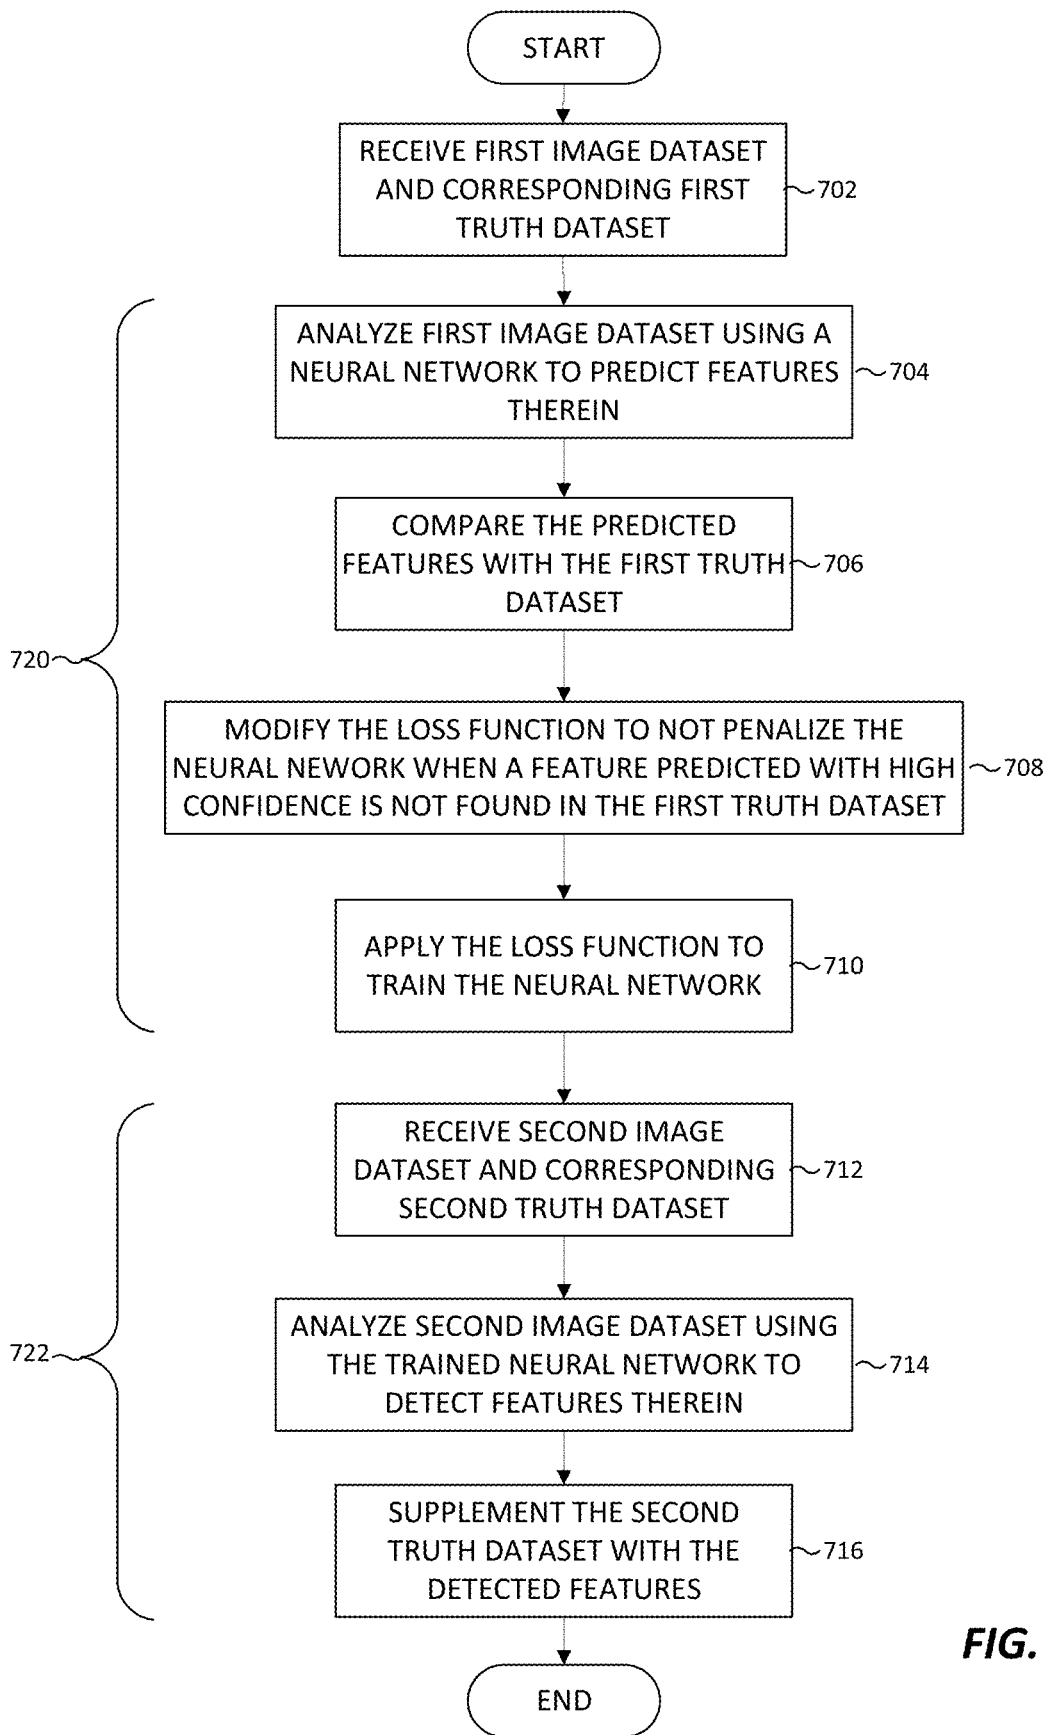 START
RECEIVE FIRST IMAGE DATASET
AND CORRESPONDING FIRST
TRUTH DATASET
702
ANALYZE FIRST IMAGE DATASET USING A
NEURAL NETWORK TO PREDICT FEATURES
THEREIN
704
COMPARE THE PREDICTED
FEATURES WITH THE FIRST TRUTH
DATASET
706
720
MODIFY THE LOSS FUNCTION TO NOT PENALIZE THE
NEURAL NEWORK WHEN A FEATURE PREDICTED WITH HIGH
CONFIDENCE IS NOT FOUND IN THE FIRST TRUTH DATASET
708
APPLY THE LOSS FUNCTION TO
TRAIN THE NEURAL NETWORK
710
RECEIVE SECOND IMAGE
DATASET AND CORRESPONDING
SECOND TRUTH DATASET
712
722
ANALYZE SECOND IMAGE DATASET USING
THE TRAINED NEURAL NETWORK TO
DETECT FEATURES THEREIN
714
SUPPLEMENT THE SECOND
TRUTH DATASET WITH THE
DETECTED FEATURES
716
FIG.
END